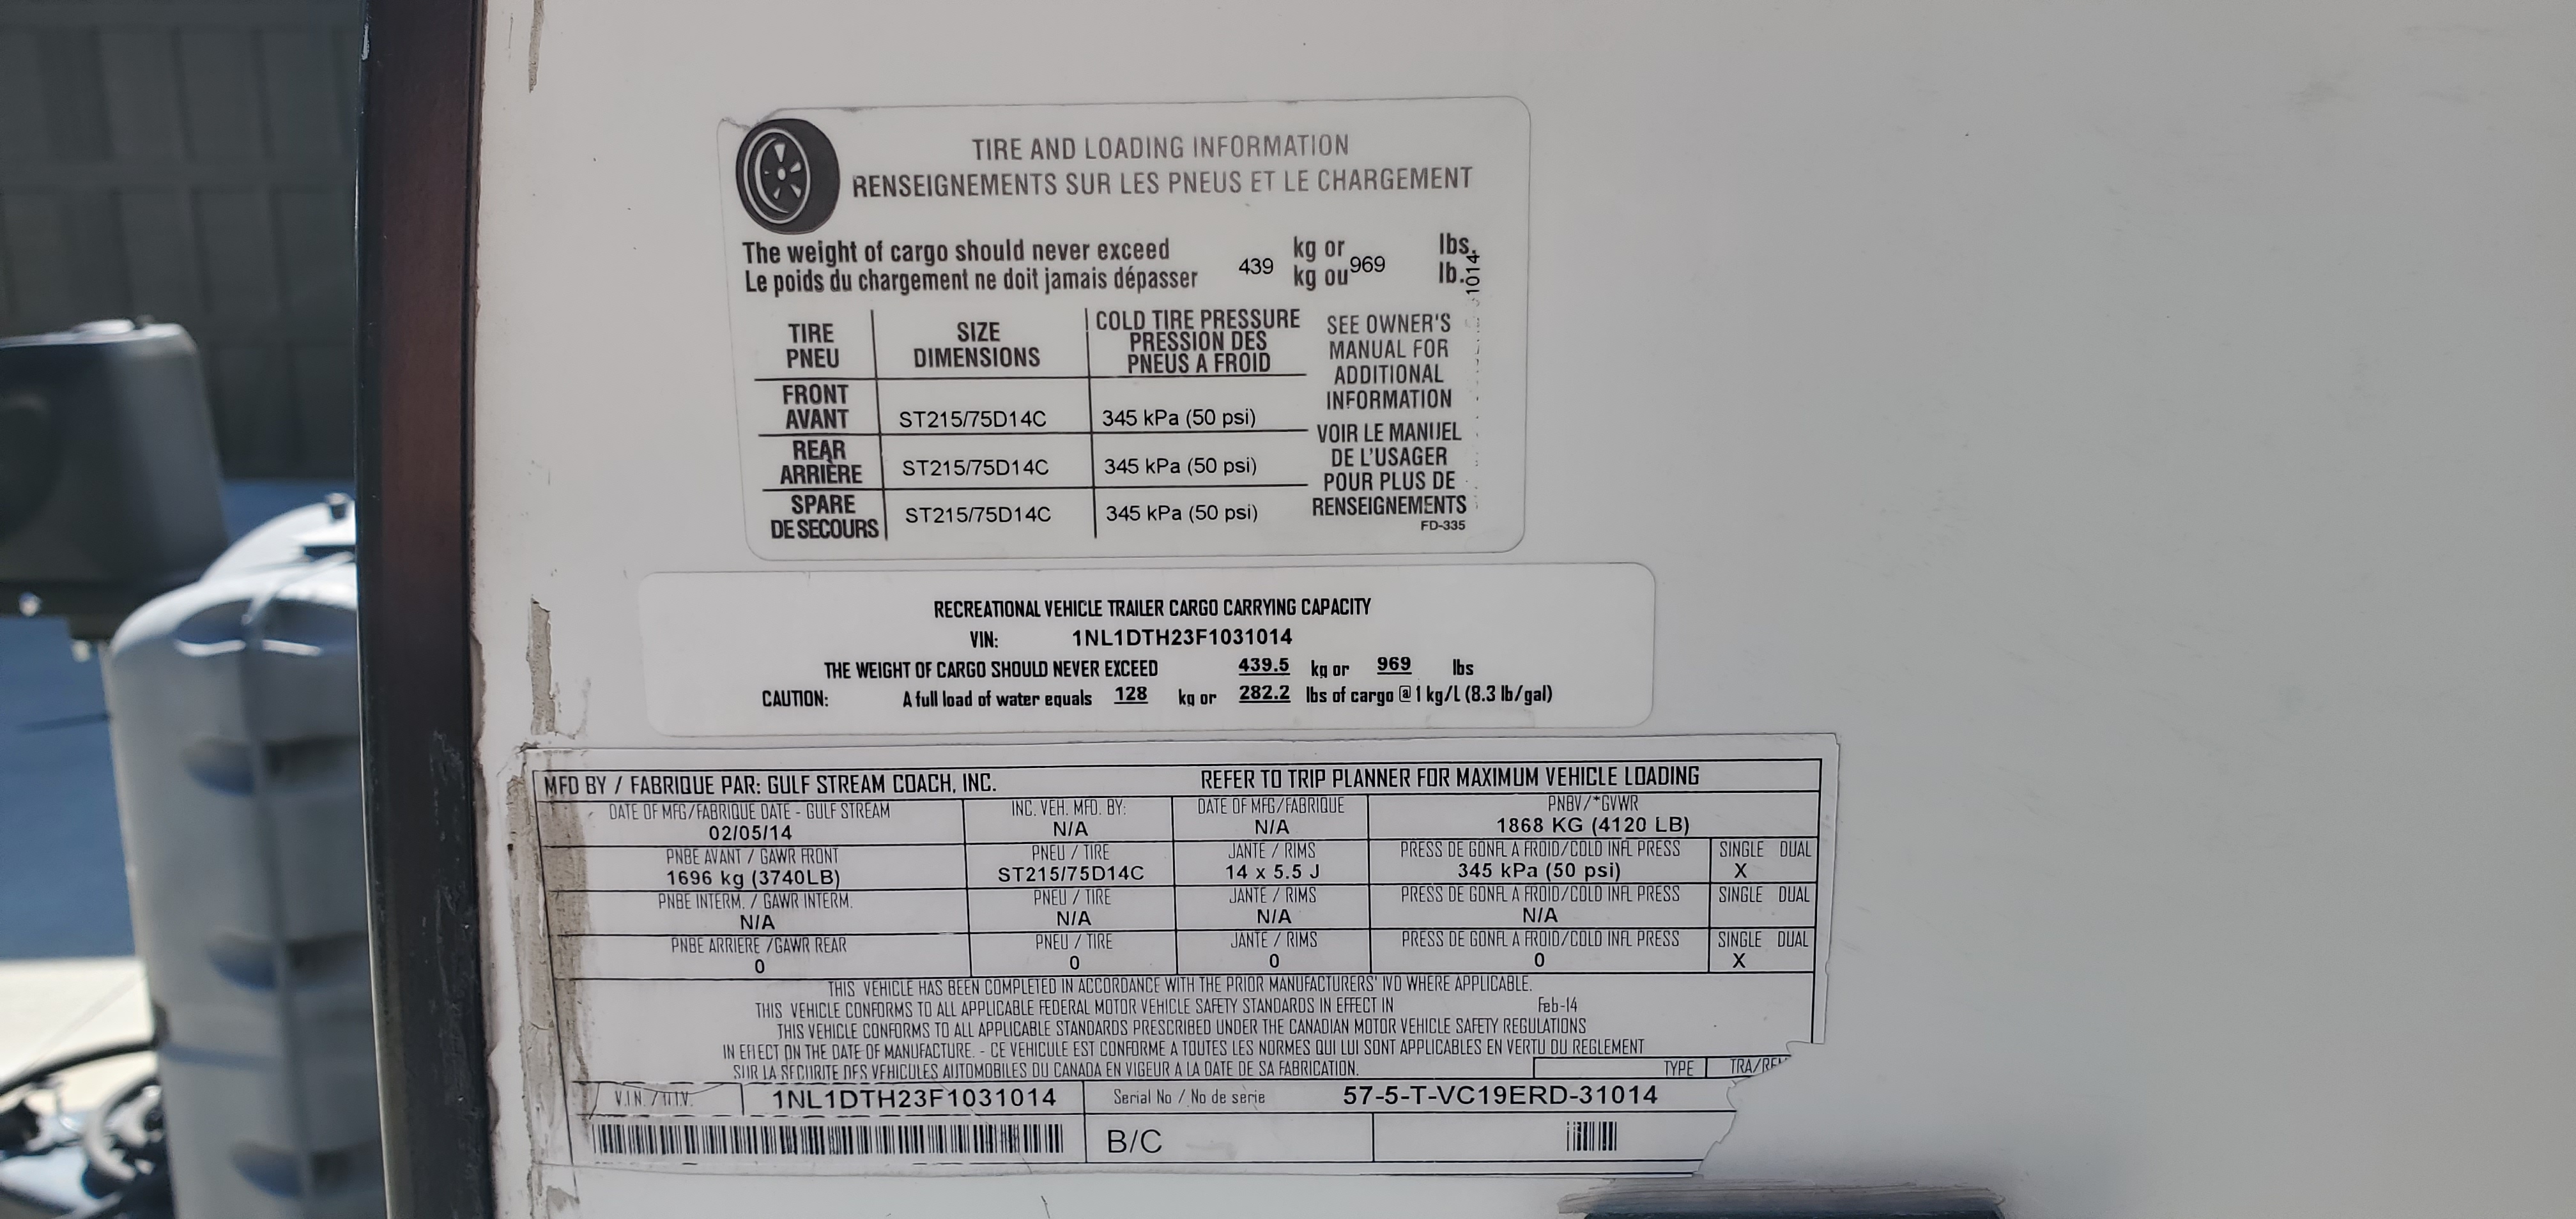 TIRE AND LOADING INFORMATION
RENSEIGNEMENTS SUR LES PNEUS ET LE CHARGEMENT
The weight of cargo should never exceed 439 kg or 969 lbs.
Le poids du chargement ne doit jamais dépasser kg ou lb.
1014
TIRE PNEU
SIZE DIMENSIONS
COLD TIRE PRESSURE PRESSION DES PNEUS A FROID
FRONT AVANT ST215/75D14C 345 kPa (50 psi)
REAR ARRIÈRE ST215/75D14C 345 kPa (50 psi)
SPARE DE SECOURS ST215/75D14C 345 kPa (50 psi)
SEE OWNER'S
MANUAL FOR
ADDITIONAL
INFORMATION
VOIR LE MANUEL
DE L'USAGER
POUR PLUS DE
RENSEIGNEMENTS
FD-335
RECREATIONAL VEHICLE TRAILER CARGO CARRYING CAPACITY
VIN: 1NL1DTH23F1031014
THE WEIGHT OF CARGO SHOULD NEVER EXCEED 439.5 kg or 969 lbs
CAUTION: A full load of water equals 128 kg or 282.2 lbs of cargo @ 1 kg/L (8.3 lb/gal)
MFD BY / FABRIQUE PAR: GULF STREAM COACH, INC. REFER TO TRIP PLANNER FOR MAXIMUM VEHICLE LOADING
DATE OF MFG/FABRIQUE DATE - GULF STREAM INC. VEH. MFD. BY: DATE OF MFG/FABRIQUE PNBV/*GVWR
02/05/14 N/A N/A 1868 KG (4120 LB)
PNBE AVANT / GAWR FRONT PNEU / TIRE JANTE / RIMS PRESS DE GONFL A FROID/COLD INFL PRESS SINGLE DUAL
1696 kg (3740LB) ST215/75D14C 14 x 5.5 J 345 kPa (50 psi) X
PNBE INTERM. / GAWR INTERM. PNEU / TIRE JANTE / RIMS PRESS DE GONFL A FROID/COLD INFL PRESS SINGLE DUAL
N/A N/A N/A N/A
PNBE ARRIERE /GAWR REAR PNEU / TIRE JANTE / RIMS PRESS DE GONFL A FROID/COLD INFL PRESS SINGLE DUAL
0 0 0 0 X
THIS VEHICLE HAS BEEN COMPLETED IN ACCORDANCE WITH THE PRIOR MANUFACTURERS' IVD WHERE APPLICABLE.
THIS VEHICLE CONFORMS TO ALL APPLICABLE FEDERAL MOTOR VEHICLE SAFETY STANDARDS IN EFFECT IN Feb-14
THIS VEHICLE CONFORMS TO ALL APPLICABLE STANDARDS PRESCRIBED UNDER THE CANADIAN MOTOR VEHICLE SAFETY REGULATIONS
IN EFFECT ON THE DATE OF MANUFACTURE. - CE VEHICULE EST CONFORME A TOUTES LES NORMES QUI LUI SONT APPLICABLES EN VERTU DU REGLEMENT
SUR LA SECURITE DES VEHICULES AUTOMOBILES DU CANADA EN VIGEUR A LA DATE DE SA FABRICATION. TYPE
V.I.N. 1NL1DTH23F1031014 Serial No / No de série 57-5-T-VC19ERD-31014
B/C